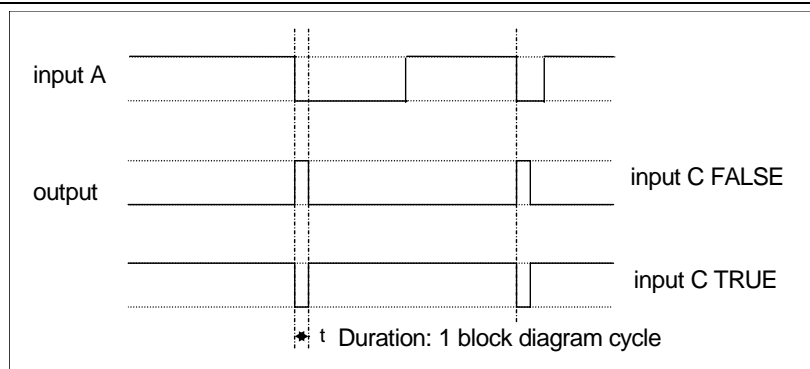 input A
input C FALSE
output
input C TRUE
t Duration: 1 block diagram cycle